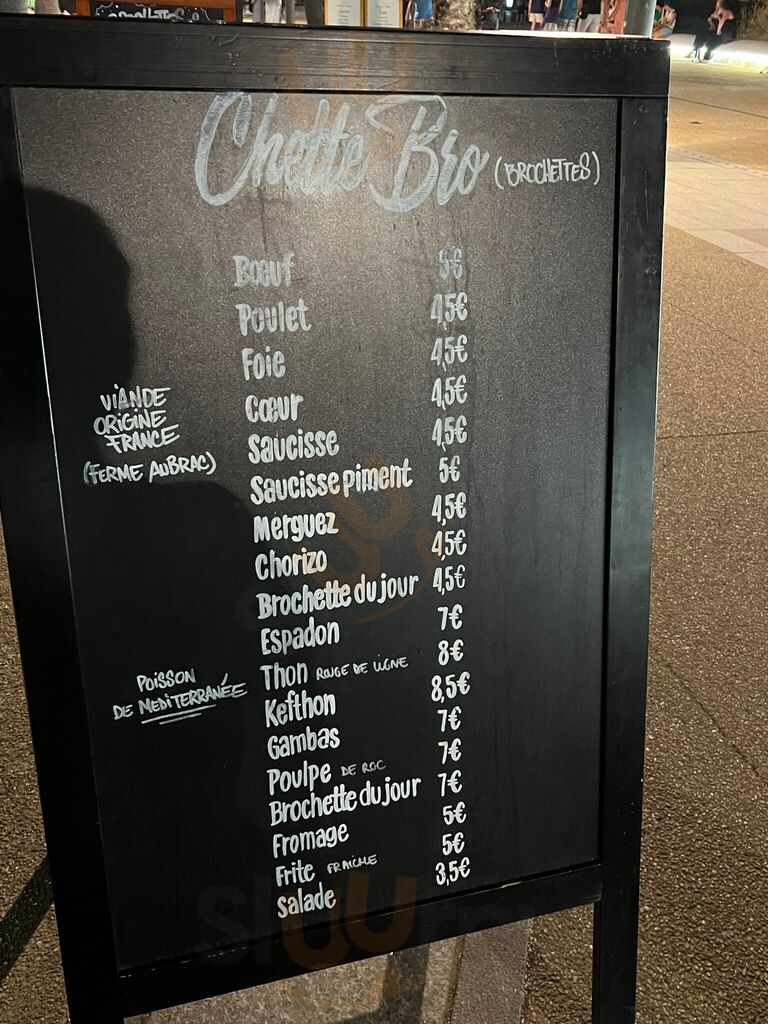 Chette Bro (BROCHETTES)
Bœuf 5€
Poulet 4,5€
Foie 4,5€
Cœur 4,5€
Saucisse 4,5€
Saucisse piment 5€
Merguez 4,5€
Chorizo 4,5€
Brochette du jour 4,5€
ViANDE
ORiGiNE
FRANCE
(FERME AUBRAC)
Espadon 7€
Thon ROUGE DE LIGNE 8€
Kefthon 8,5€
Gambas 7€
Poulpe DE ROC 7€
Brochette du jour 7€
POiSSON
DE MEDITERRANÉE
Fromage 5€
Frite FRAICHE 5€
Salade 3,5€